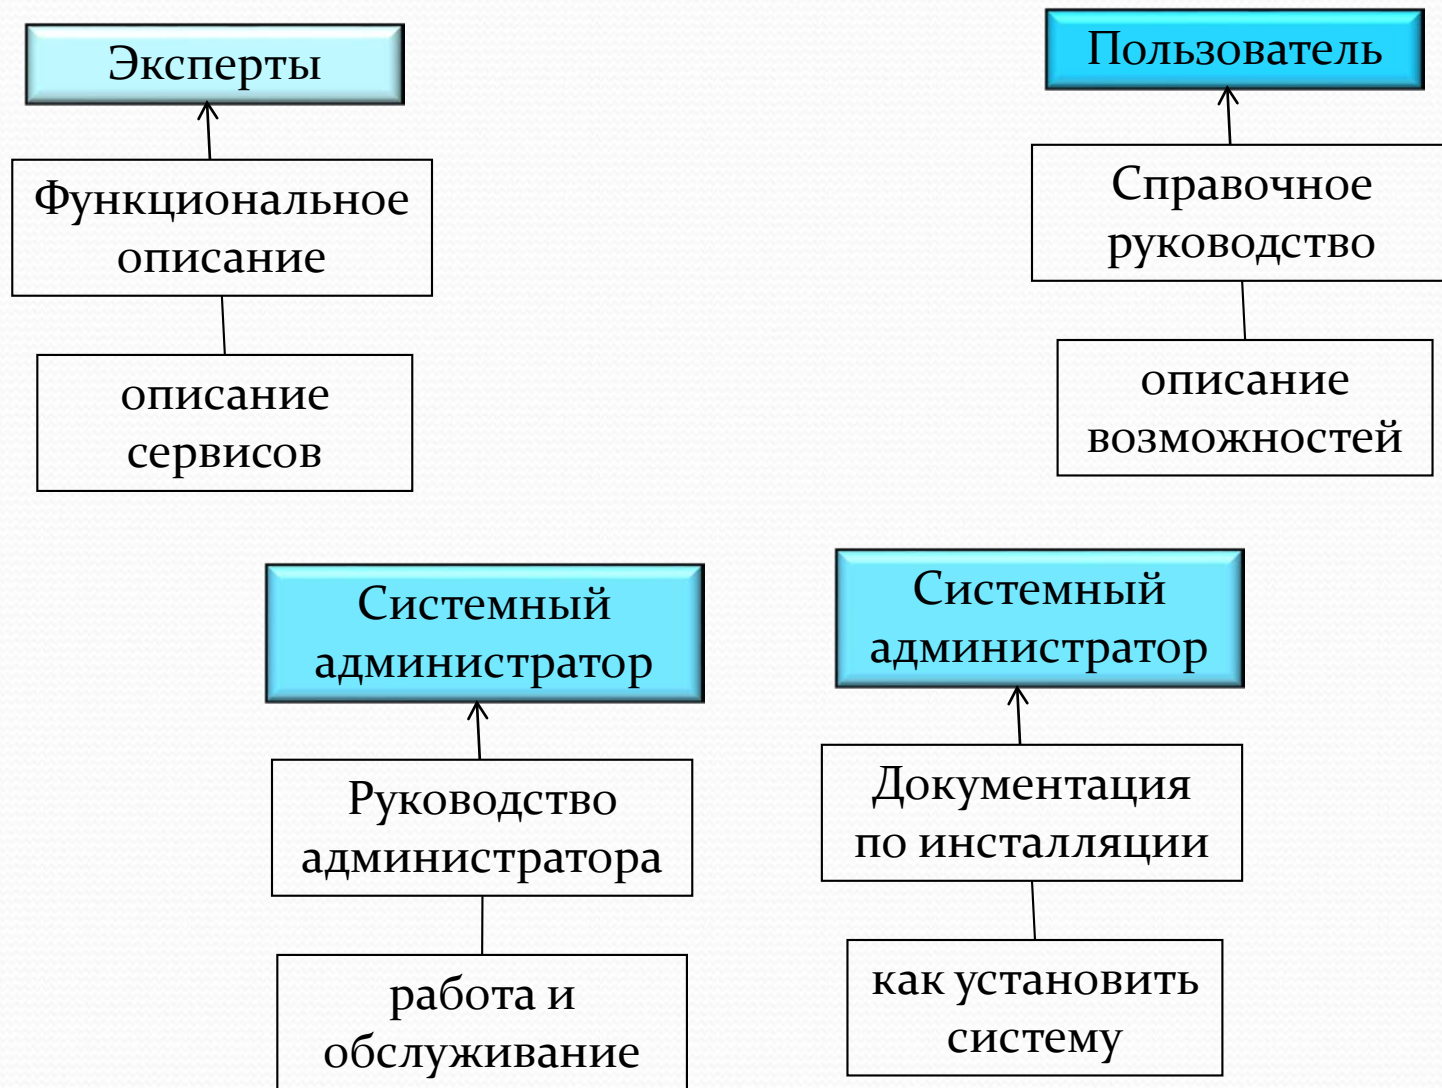 Эксперты
Функциональное
описание
описание
сервисов
Пользователь
Справочное
руководство
описание
возможностей
Системный
администратор
Руководство
администратора
работа и
обслуживание
Системный
администратор
Документация
по инсталляции
как установить
систему